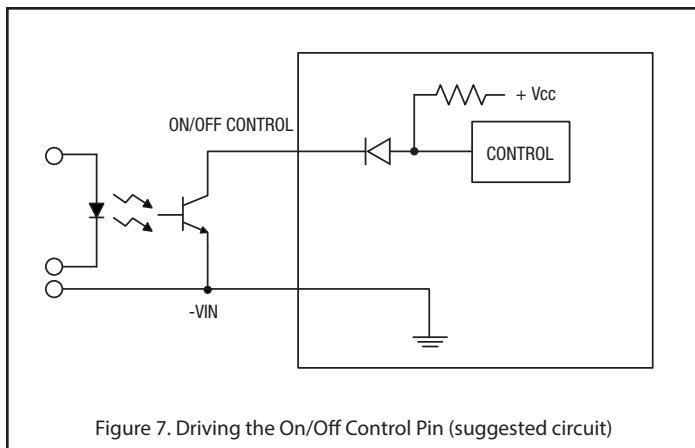 + Vcc
ON/OFF CONTROL
CONTROL
-VIN
Figure 7. Driving the On/Off Control Pin (suggested circuit)